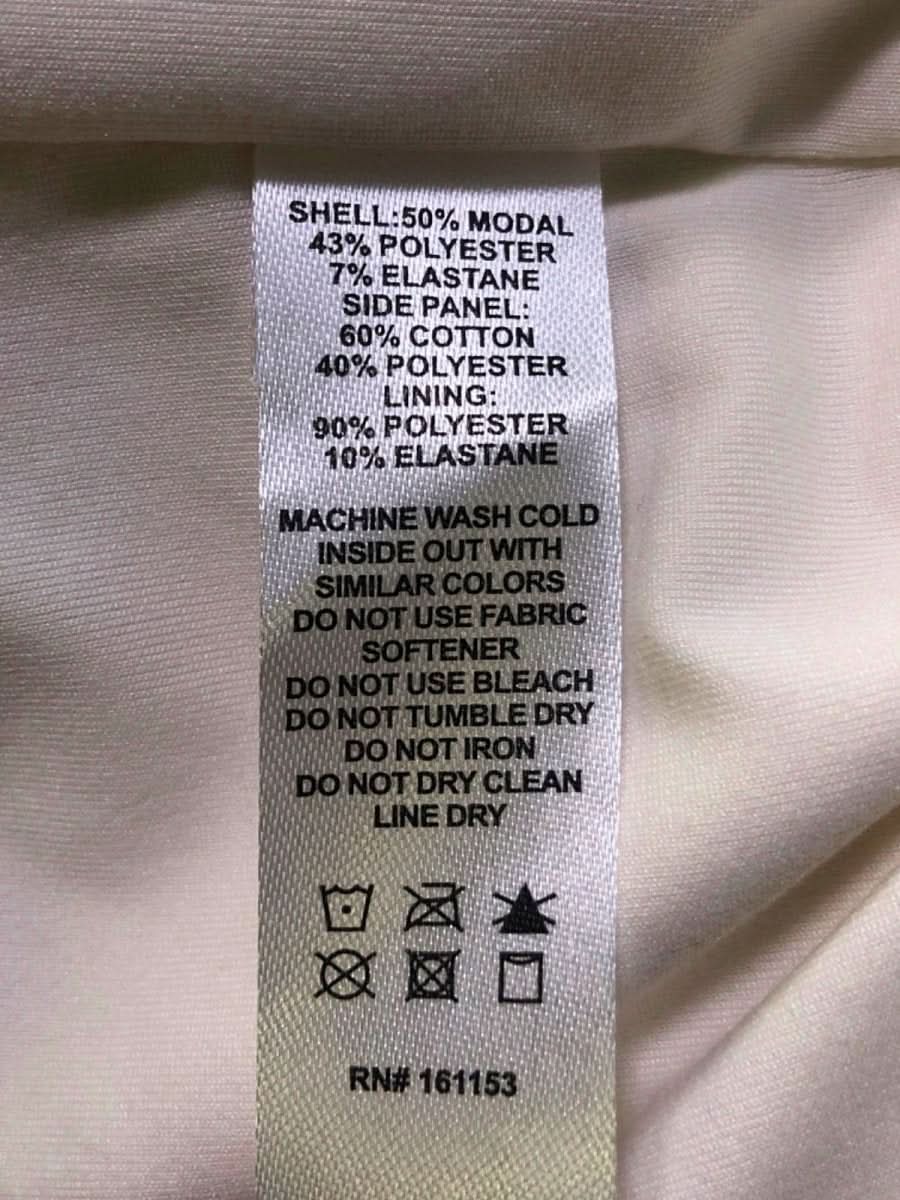 SHELL:50% MODAL
43% POLYESTER
7% ELASTANE
SIDE PANEL:
60% COTTON
40% POLYESTER
LINING:
90% POLYESTER
10% ELASTANE
MACHINE WASH COLD
INSIDE OUT WITH
SIMILAR COLORS
DO NOT USE FABRIC
SOFTENER
DO NOT USE BLEACH
DO NOT TUMBLE DRY
DO NOT IRON
DO NOT DRY CLEAN
LINE DRY
RN# 161153